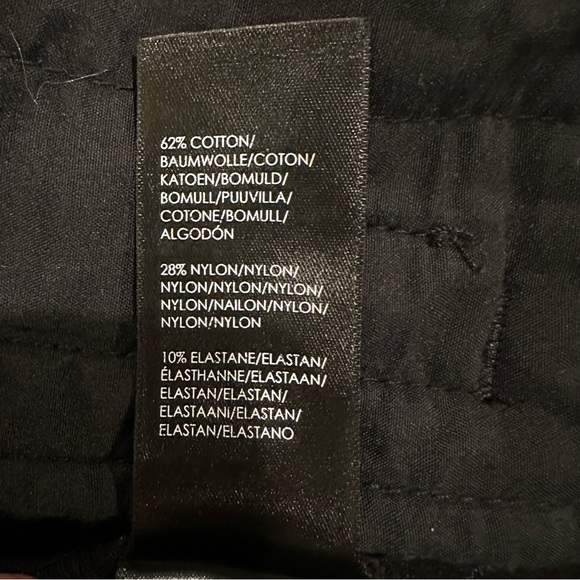 62% COTTON/
BAUMWOLLE/COTON/
KATOEN/BOMULD/
BOMULL/PUUVILLA/
COTONE/BOMULL/
ALGODÓN
28% NYLON/NYLON/
NYLON/NYLON/NYLON/
NYLON/NAILON/NYLON/
NYLON/NYLON
10% ELASTANE/ELASTAN/
ÉLASTHANNE/ELASTAAN/
ELASTAN/ELASTAN/
ELASTAANI/ELASTAN/
ELASTAN/ELASTANO